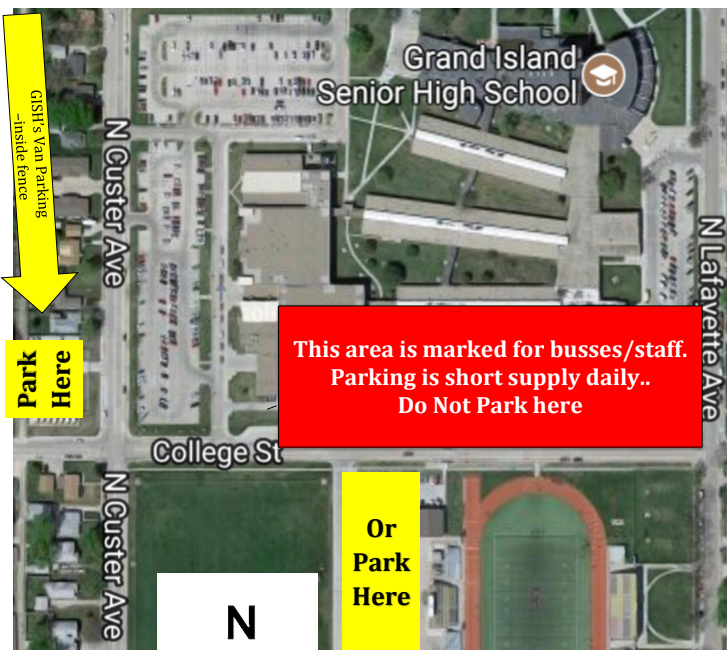 GISH's Van Parking
–inside fence
Grand Island
Senior High School
N Custer Ave
N Lafayette Ave
Park
Here
This area is marked for busses/staff.
Parking is short supply daily..
Do Not Park here
College St
N Custer Ave
Or
Park
Here
N